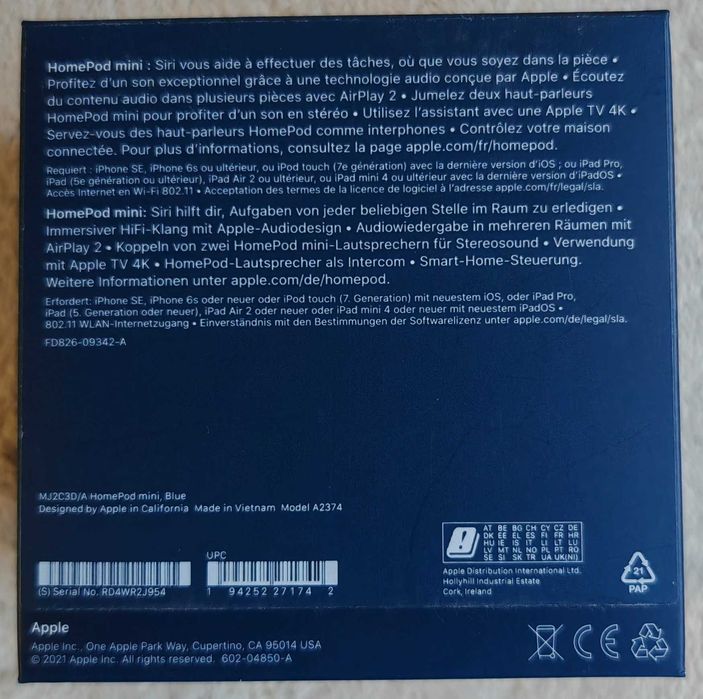 HomePod mini : Siri vous aide à effectuer des tâches, où que vous soyez dans la pièce •
Profitez d'un son exceptionnel grâce à une technologie audio conçue par Apple • Écoutez
du contenu audio dans plusieurs pièces avec AirPlay 2 • Jumelez deux haut-parleurs
HomePod mini pour profiter d'un son en stéréo • Utilisez l'assistant avec une Apple TV 4K •
Servez-vous des haut-parleurs HomePod comme interphones • Contrôlez votre maison
connectée. Pour plus d'informations, consultez la page apple.com/fr/homepod.
Requiert : iPhone SE, iPhone 6s ou ultérieur, ou iPod touch (7e génération) avec la dernière version d'iOS ; ou iPad Pro,
iPad (5e génération ou ultérieur), iPad Air 2 ou ultérieur, ou iPad mini 4 ou ultérieur avec la dernière version d'iPadOS •
Accès Internet en Wi-Fi 802.11 • Acceptation des termes de la licence de logiciel à l'adresse apple.com/fr/legal/sla.
HomePod mini: Siri hilft dir, Aufgaben von jeder beliebigen Stelle im Raum zu erledigen •
Immersiver HiFi-Klang mit Apple-Audiodesign • Audiowiedergabe in mehreren Räumen mit
AirPlay 2 • Koppeln von zwei HomePod mini-Lautsprechern für Stereosound • Verwendung
mit Apple TV 4K • HomePod-Lautsprecher als Intercom • Smart-Home-Steuerung.
Weitere Informationen unter apple.com/de/homepod.
Erfordert: iPhone SE, iPhone 6s oder neuer oder iPod touch (7. Generation) mit neuestem iOS, oder iPad Pro,
iPad (5. Generation oder neuer), iPad Air 2 oder neuer oder iPad mini 4 oder neuer mit neuestem iPadOS •
802.11 WLAN-Internetzugang • Einverständnis mit den Bestimmungen der Softwarelizenz unter apple.com/de/legal/sla.
FD826-09342-A
MJ2C3D/A HomePod mini, Blue
Designed by Apple in California Made in Vietnam Model A2374
AT BE BG CH CY CZ DE
DK EE EL ES FI FR HR
HU IE IS IT LI LT LU
LV MT NL NO PL PT RO
SE SI SK TR UA UK(NI)
UPC
(S) Serial No. RD4WR2J954
1 94252 27174 2
Apple Distribution International Ltd.
Hollyhill Industrial Estate
Cork, Ireland
21
PAP
Apple
Apple Inc., One Apple Park Way, Cupertino, CA 95014 USA
© 2021 Apple Inc. All rights reserved. 602-04850-A
CE